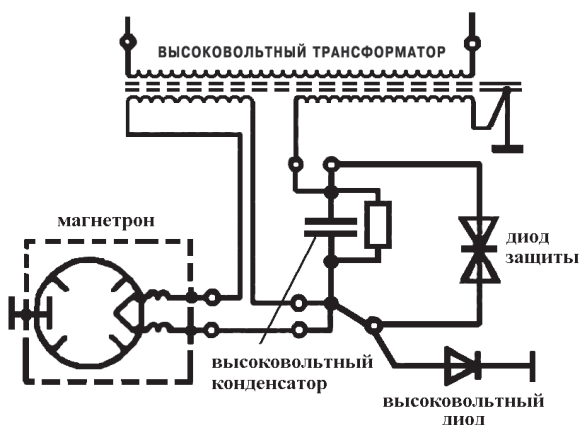 ВЫСОКОВОЛЬТНЫЙ ТРАНСФОРМАТОР
магнетрон
диод
защиты
высоковольтный
конденсатор
высоковольтный
диод